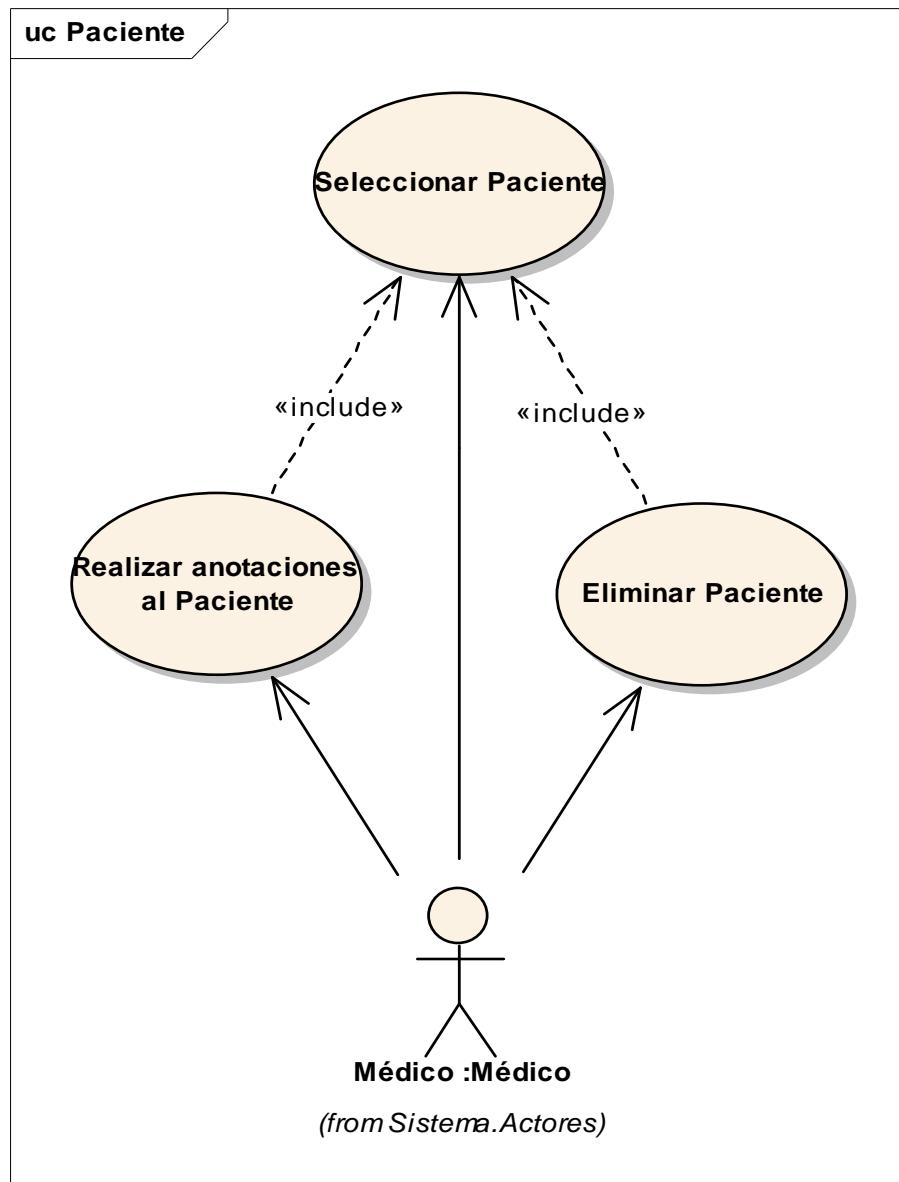 uc Paciente
Seleccionar Paciente
«include»
«include»
Realizar anotaciones
al Paciente
Eliminar Paciente
Médico :Médico
(from Sistema.Actores)